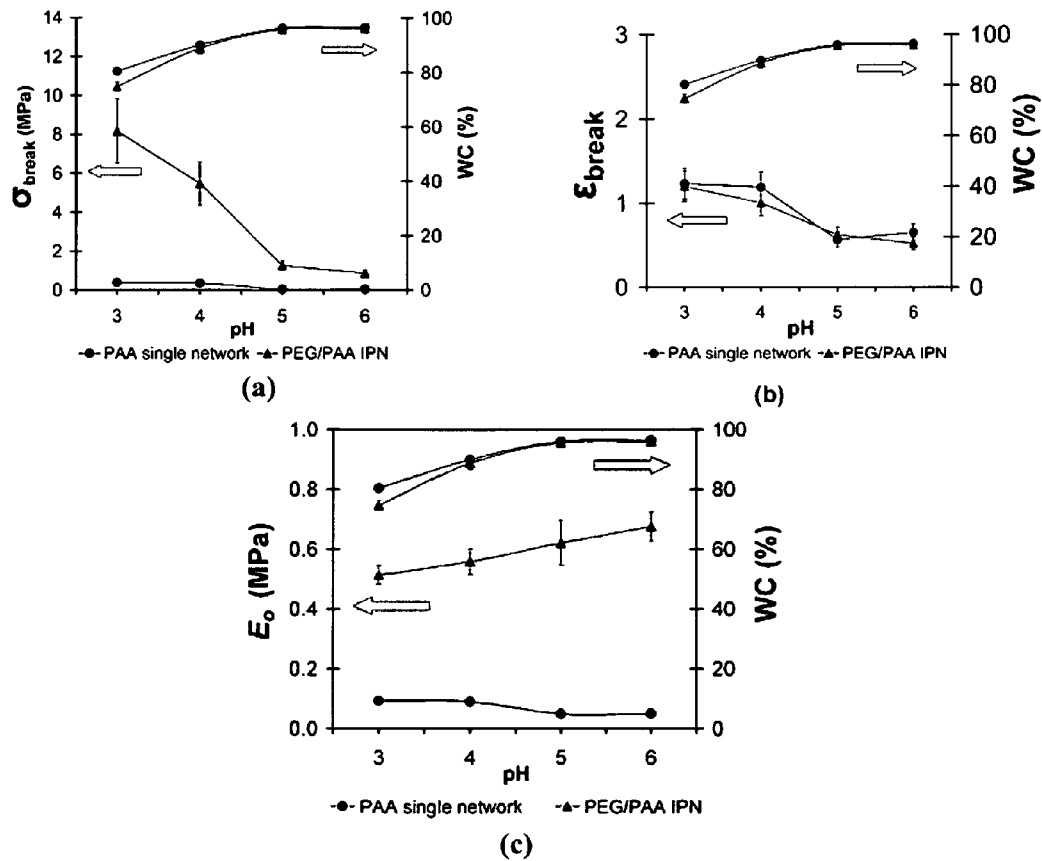 σbreak (MPa)
14
12
10
8
6
4
2
0
100
80
60
40
20
0
WC (%)
3 4 5 6
pH
PAA single network PEG/PAA IPN
(a)
εbreak
3
2
1
0
100
80
60
40
20
0
WC (%)
3 4 5 6
pH
PAA single network PEG/PAA IPN
(b)
Eo (MPa)
1.0
0.8
0.6
0.4
0.2
0.0
100
80
60
40
20
0
WC (%)
3 4 5 6
pH
PAA single network PEG/PAA IPN
(c)